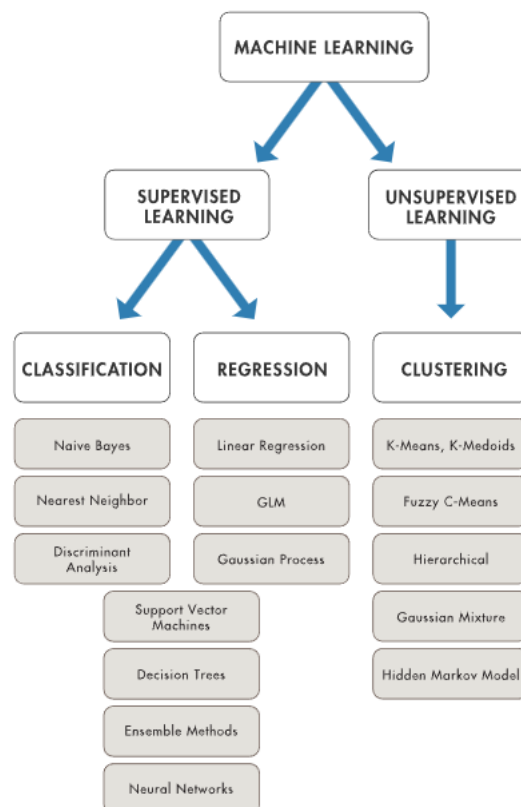 MACHINE LEARNING
SUPERVISED
LEARNING
UNSUPERVISED
LEARNING
CLASSIFICATION
REGRESSION
CLUSTERING
Naive Bayes
Linear Regression
K-Means, K-Medoids
Nearest Neighbor
GLM
Fuzzy C-Means
Discriminant
Analysis
Gaussian Process
Hierarchical
Support Vector
Machines
Gaussian Mixture
Decision Trees
Hidden Markov Model
Ensemble Methods
Neural Networks